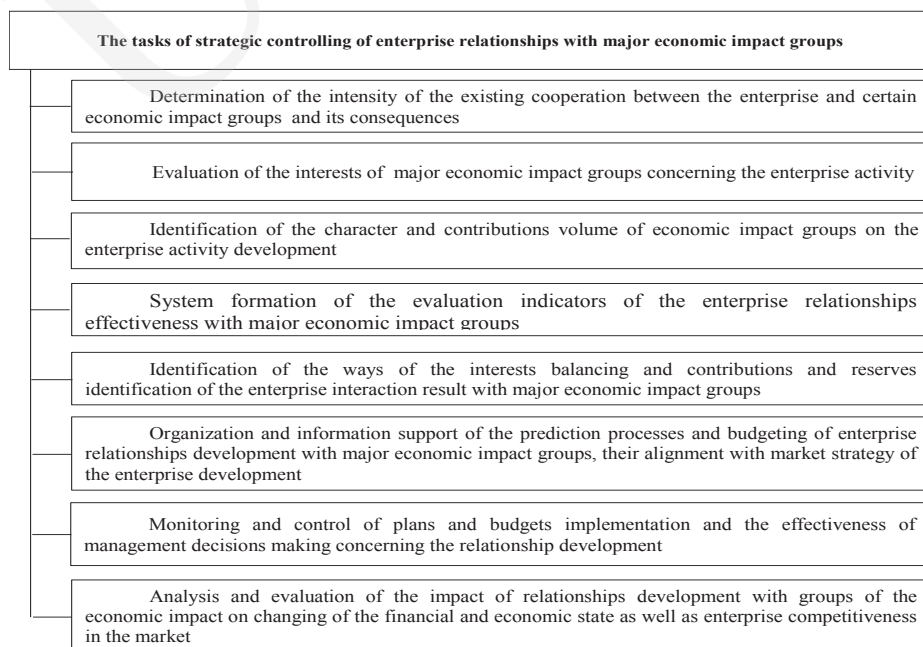 The tasks of strategic controlling of enterprise relationships with major economic impact groups
Determination of the intensity of the existing cooperation between the enterprise and certain
economic impact groups and its consequences
Evaluation of the interests of major economic impact groups concerning the enterprise activity
Identification of the character and contributions volume of economic impact groups on the
enterprise activity development
System formation of the evaluation indicators of the enterprise relationships
effectiveness with major economic impact groups
Identification of the ways of the interests balancing and contributions and reserves
identification of the enterprise interaction result with major economic impact groups
Organization and information support of the prediction processes and budgeting of enterprise
relationships development with major economic impact groups, their alignment with market strategy of
the enterprise development
Monitoring and control of plans and budgets implementation and the effectiveness of
management decisions making concerning the relationship development
Analysis and evaluation of the impact of relationships development with groups of the
economic impact on changing of the financial and economic state as well as enterprise competitiveness
in the market